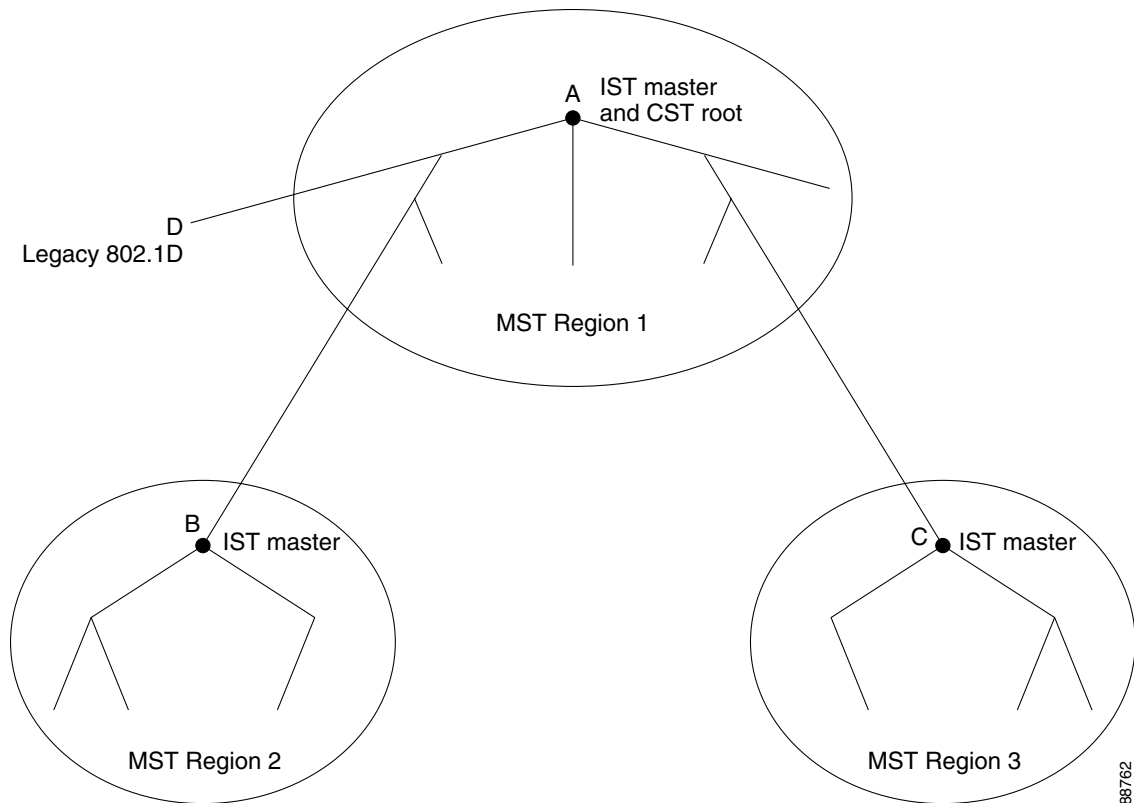 A
IST master
and CST root
D
Legacy 802.1D
MST Region 1
B
IST master
C
IST master
MST Region 2
MST Region 3
88762